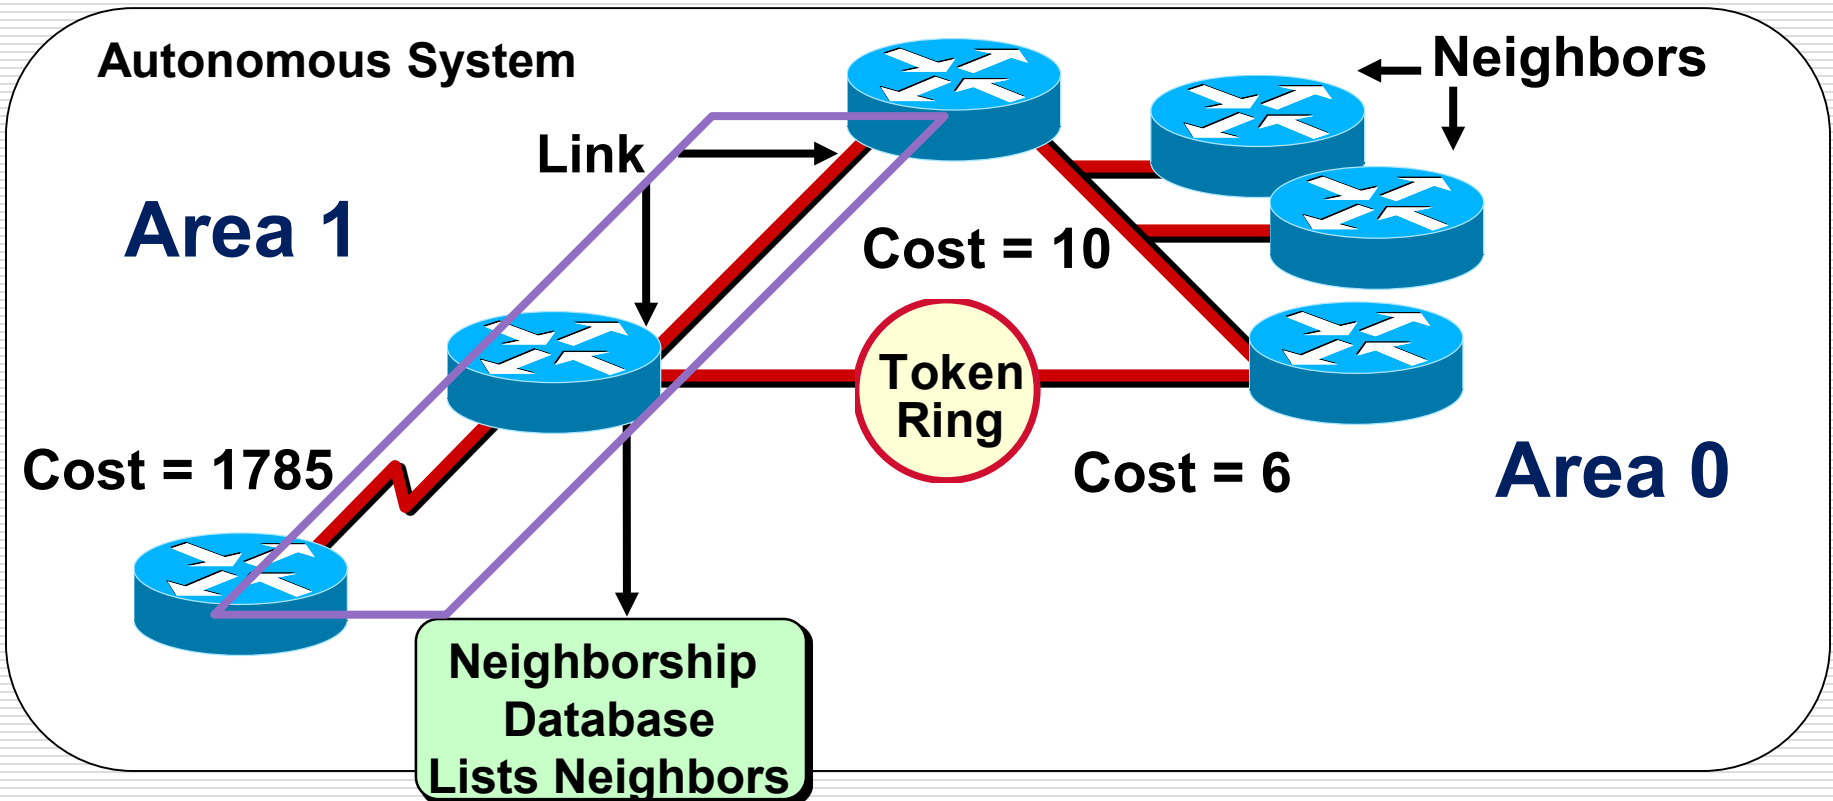 Autonomous System
Neighbors
Link
Area 1
Cost = 10
Token
Ring
Cost = 1785
Cost = 6
Area 0
Neighborship
Database
Lists Neighbors